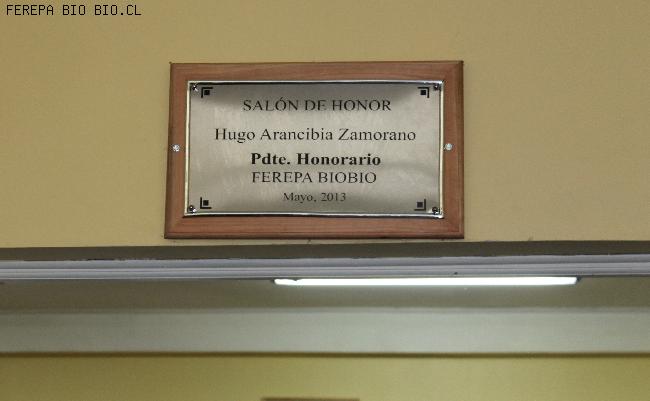 FEREPA BIO BIO.CL
SALÓN DE HONOR
Hugo Arancibia Zamorano
Pdte. Honorario
FEREPA BIOBIO
Mayo, 2013